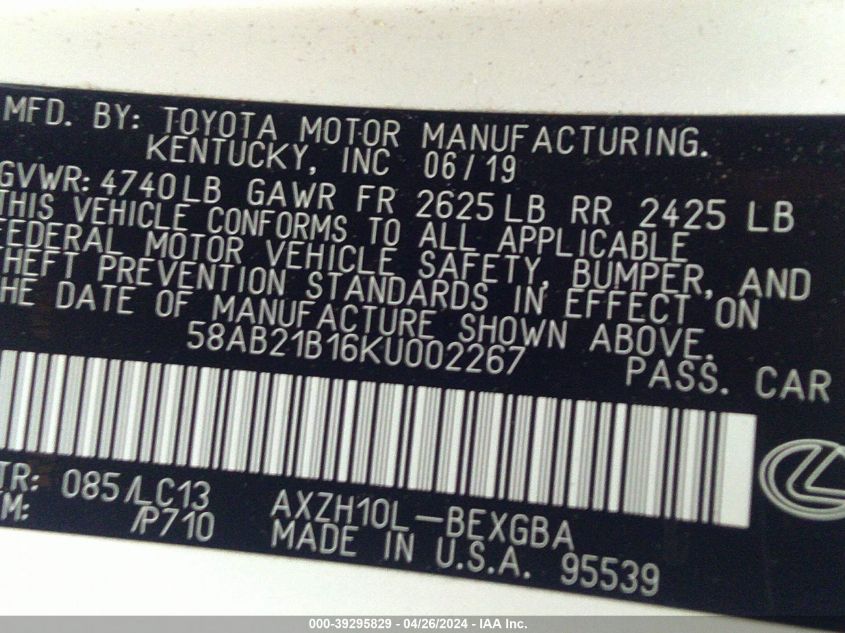 MFD. BY: TOYOTA MOTOR MANUFACTURING.
KENTUCKY, INC 06/19
GVWR: 4740LB GAWR FR 2625LB RR 2425 LB
THIS VEHICLE CONFORMS TO ALL APPLICABLE
FEDERAL MOTOR VEHICLE SAFETY, BUMPER, AND
THEFT PREVENTION STANDARDS IN EFFECT ON
THE DATE OF MANUFACTURE SHOWN ABOVE.
58AB21B16KU002267 PASS. CAR
TR: 085/LC13 AXZH10L-BEXGBA
M: /P710 MADE IN U.S.A. 95539
000-39295829 - 04/26/2024 - IAA Inc.